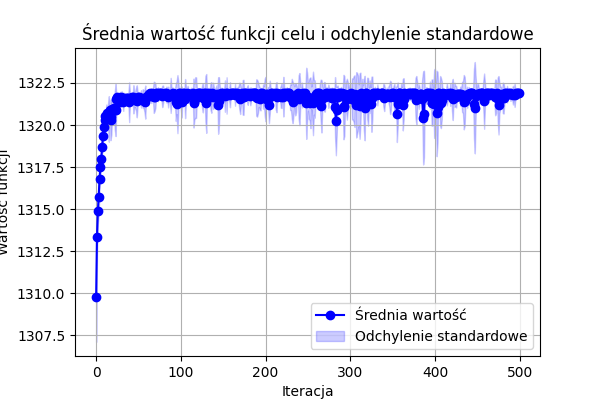 Średnia wartość funkcji celu i odchylenie standardowe
1322.5
1320.0
1317.5
1315.0
1312.5
1310.0
1307.5
Wartość funkcji
0 100 200 300 400 500
Iteracja
Średnia wartość
Odchylenie standardowe